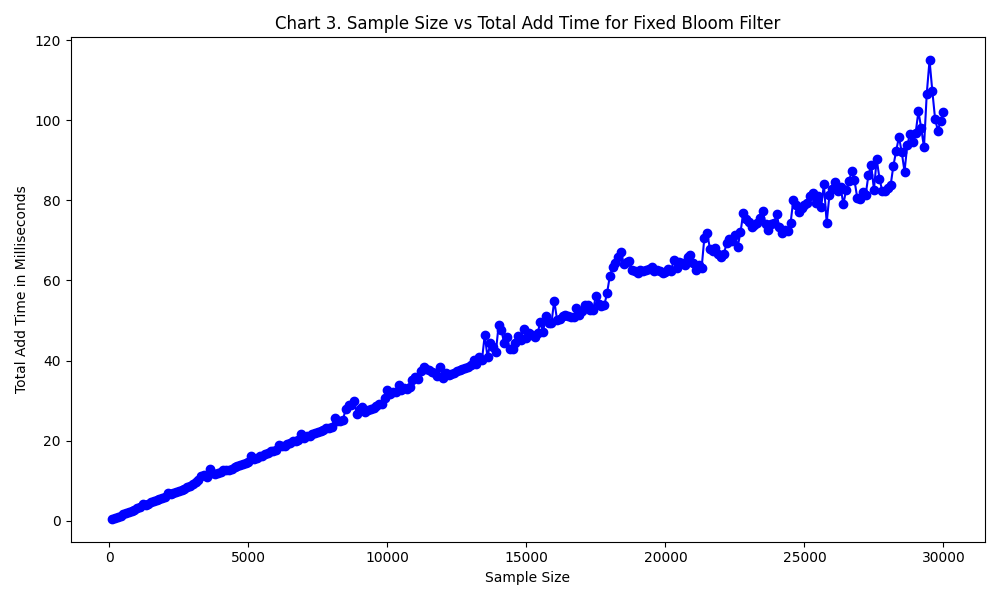 Chart 3. Sample Size vs Total Add Time for Fixed Bloom Filter
Total Add Time in Milliseconds
120
100
80
60
40
20
0
0 5000 10000 15000 20000 25000 30000
Sample Size